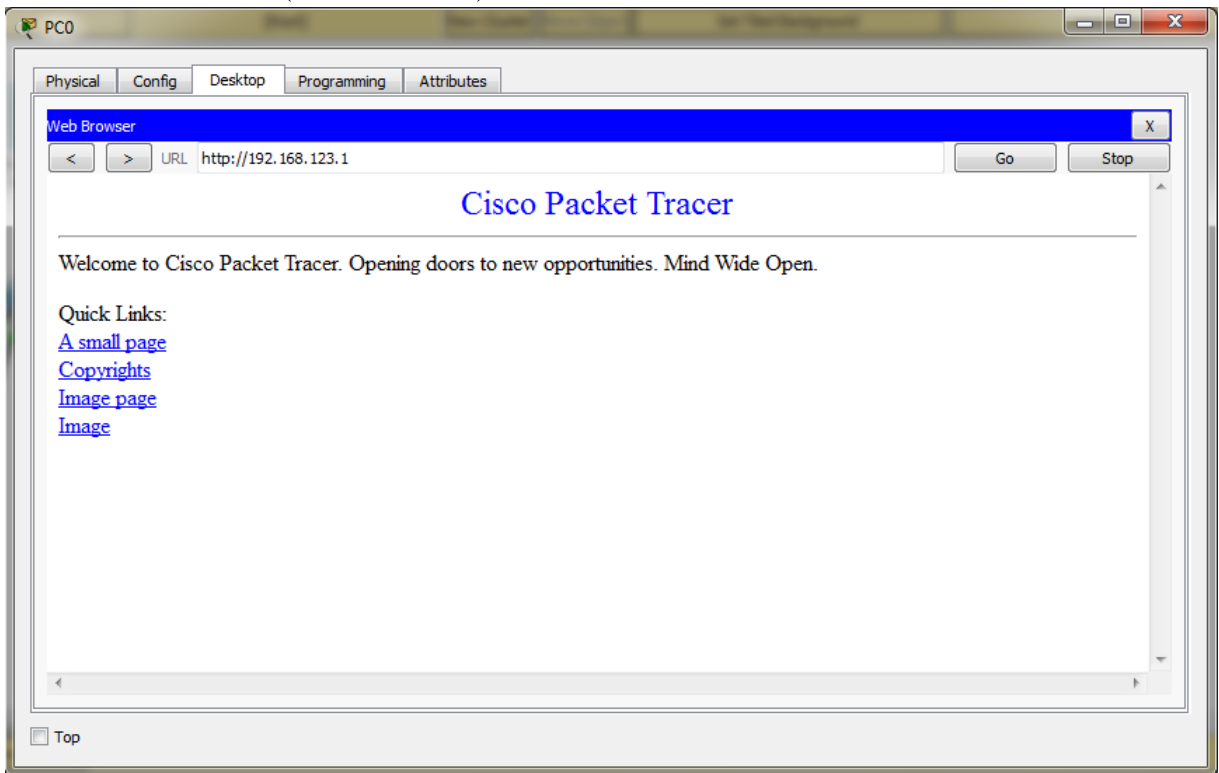 PC0
Physical Config Desktop Programming Attributes
Web Browser X
< > URL http://192.168.123.1 Go Stop
Cisco Packet Tracer
Welcome to Cisco Packet Tracer. Opening doors to new opportunities. Mind Wide Open.
Quick Links:
A small page
Copyrights
Image page
Image
Top